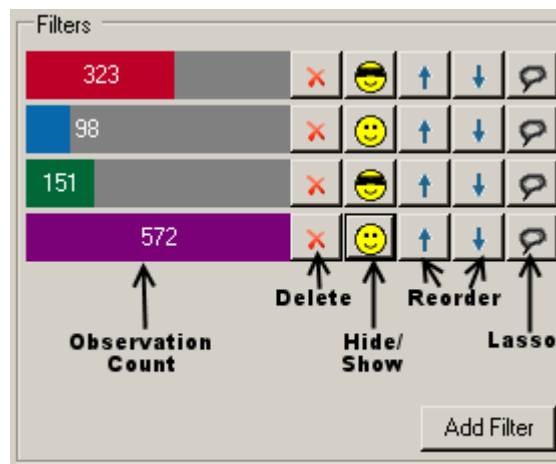 Filters
323
98
151
572
Delete Reorder
Observation Count
Hide/ Show
Lasso
Add Filter